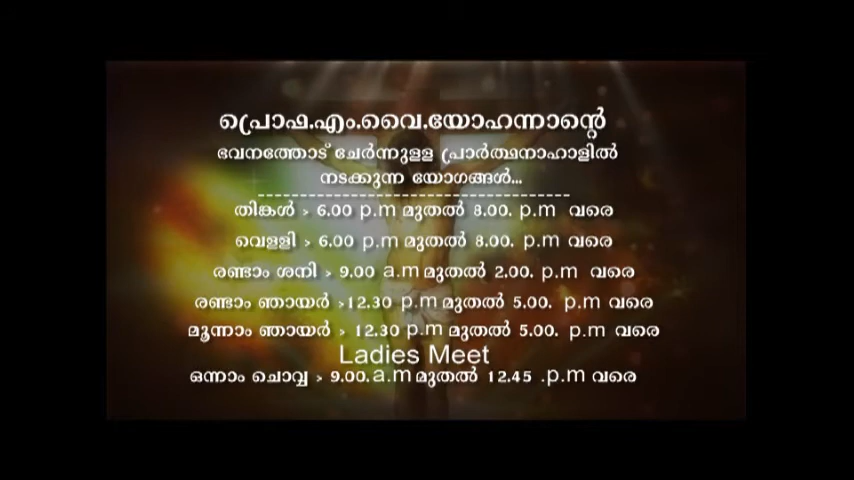 പ്രൊഫ.എം.വൈ.യോഹന്നാന്റെ
ഭവനത്തോട് ചേർന്നുളള പ്രാർത്ഥനാഹാളിൽ
നടക്കുന്ന യോഗങ്ങൾ...
--------------------------------------
തിങ്കൾ > 6.00 p.m മുതൽ 8.00. p.m വരെ
വെളളി > 6.00 p.m മുതൽ 8.00. p.m വരെ
രണ്ടാം ശനി > 9.00 a.m മുതൽ 2.00. p.m വരെ
രണ്ടാം ഞായർ >12.30 p.m മുതൽ 5.00. p.m വരെ
മൂന്നാം ഞായർ > 12.30 p.m മുതൽ 5.00. p.m വരെ
Ladies Meet
ഒന്നാം ചൊവ്വ > 9.00. a.m മുതൽ 12.45 .p.m വരെ